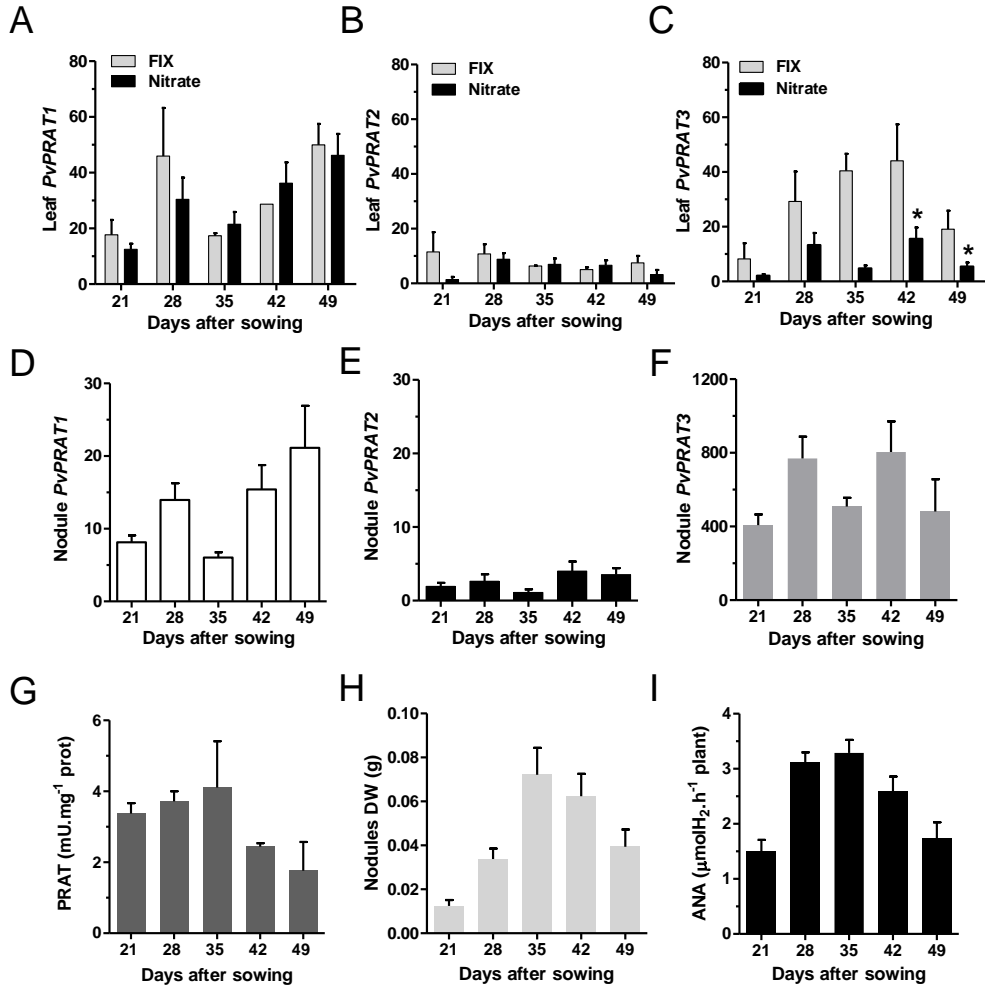 A
Leaf PvPRAT1
80
60
40
20
0
FIX
Nitrate
21 28 35 42 49
Days after sowing
B
Leaf PvPRAT2
80
60
40
20
0
FIX
Nitrate
21 28 35 42 49
Days after sowing
C
Leaf PvPRAT3
80
60
40
20
0
FIX
Nitrate
* *
21 28 35 42 49
Days after sowing
D
Nodule PvPRAT1
30
20
10
0
21 28 35 42 49
Days after sowing
E
Nodule PvPRAT2
30
20
10
0
21 28 35 42 49
Days after sowing
F
Nodule PvPRAT3
1200
800
400
0
21 28 35 42 49
Days after sowing
G
PRAT (mU.mg⁻¹ prot)
6
4
2
0
21 28 35 42 49
Days after sowing
H
Nodules DW (g)
0.10
0.08
0.06
0.04
0.02
0.00
21 28 35 42 49
Days after sowing
I
ANA (μmolH₂.h⁻¹ plant)
4
3
2
1
0
21 28 35 42 49
Days after sowing